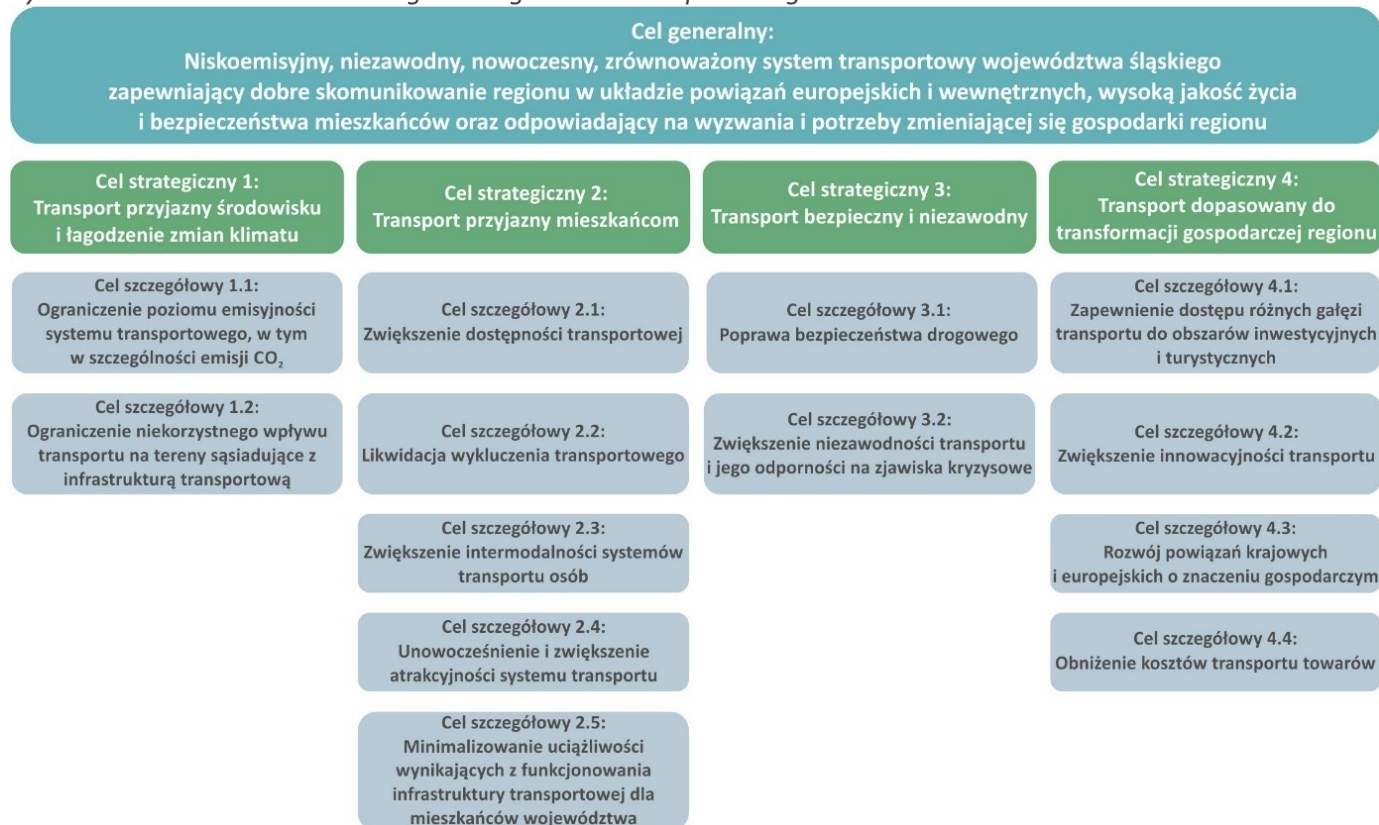 Cel generalny:
Niskoemisyjny, niezawodny, nowoczesny, zrównoważony system transportowy województwa śląskiego
zapewniający dobre skomunikowanie regionu w układzie powiązań europejskich i wewnętrznych, wysoką jakość życia
i bezpieczeństwa mieszkańców oraz odpowiadający na wyzwania i potrzeby zmieniającej się gospodarki regionu
Cel strategiczny 1:
Transport przyjazny środowisku
i łagodzenie zmian klimatu
Cel szczegółowy 1.1:
Ograniczenie poziomu emisyjności
systemu transportowego, w tym
w szczególności emisji CO₂
Cel szczegółowy 1.2:
Ograniczenie niekorzystnego wpływu
transportu na tereny sąsiadujące z
infrastrukturą transportową
Cel strategiczny 2:
Transport przyjazny mieszkańcom
Cel szczegółowy 2.1:
Zwiększenie dostępności transportowej
Cel szczegółowy 2.2:
Likwidacja wykluczenia transportowego
Cel szczegółowy 2.3:
Zwiększenie intermodalności systemów
transportu osób
Cel szczegółowy 2.4:
Unowocześnienie i zwiększenie
atrakcyjności systemu transportu
Cel szczegółowy 2.5:
Minimalizowanie uciążliwości
wynikających z funkcjonowania
infrastruktury transportowej dla
mieszkańców województwa
Cel strategiczny 3:
Transport bezpieczny i niezawodny
Cel szczegółowy 3.1:
Poprawa bezpieczeństwa drogowego
Cel szczegółowy 3.2:
Zwiększenie niezawodności transportu
i jego odporności na zjawiska kryzysowe
Cel strategiczny 4:
Transport dopasowany do
transformacji gospodarczej regionu
Cel szczegółowy 4.1:
Zapewnienie dostępu różnych gałęzi
transportu do obszarów inwestycyjnych
i turystycznych
Cel szczegółowy 4.2:
Zwiększenie innowacyjności transportu
Cel szczegółowy 4.3:
Rozwój powiązań krajowych
i europejskich o znaczeniu gospodarczym
Cel szczegółowy 4.4:
Obniżenie kosztów transportu towarów